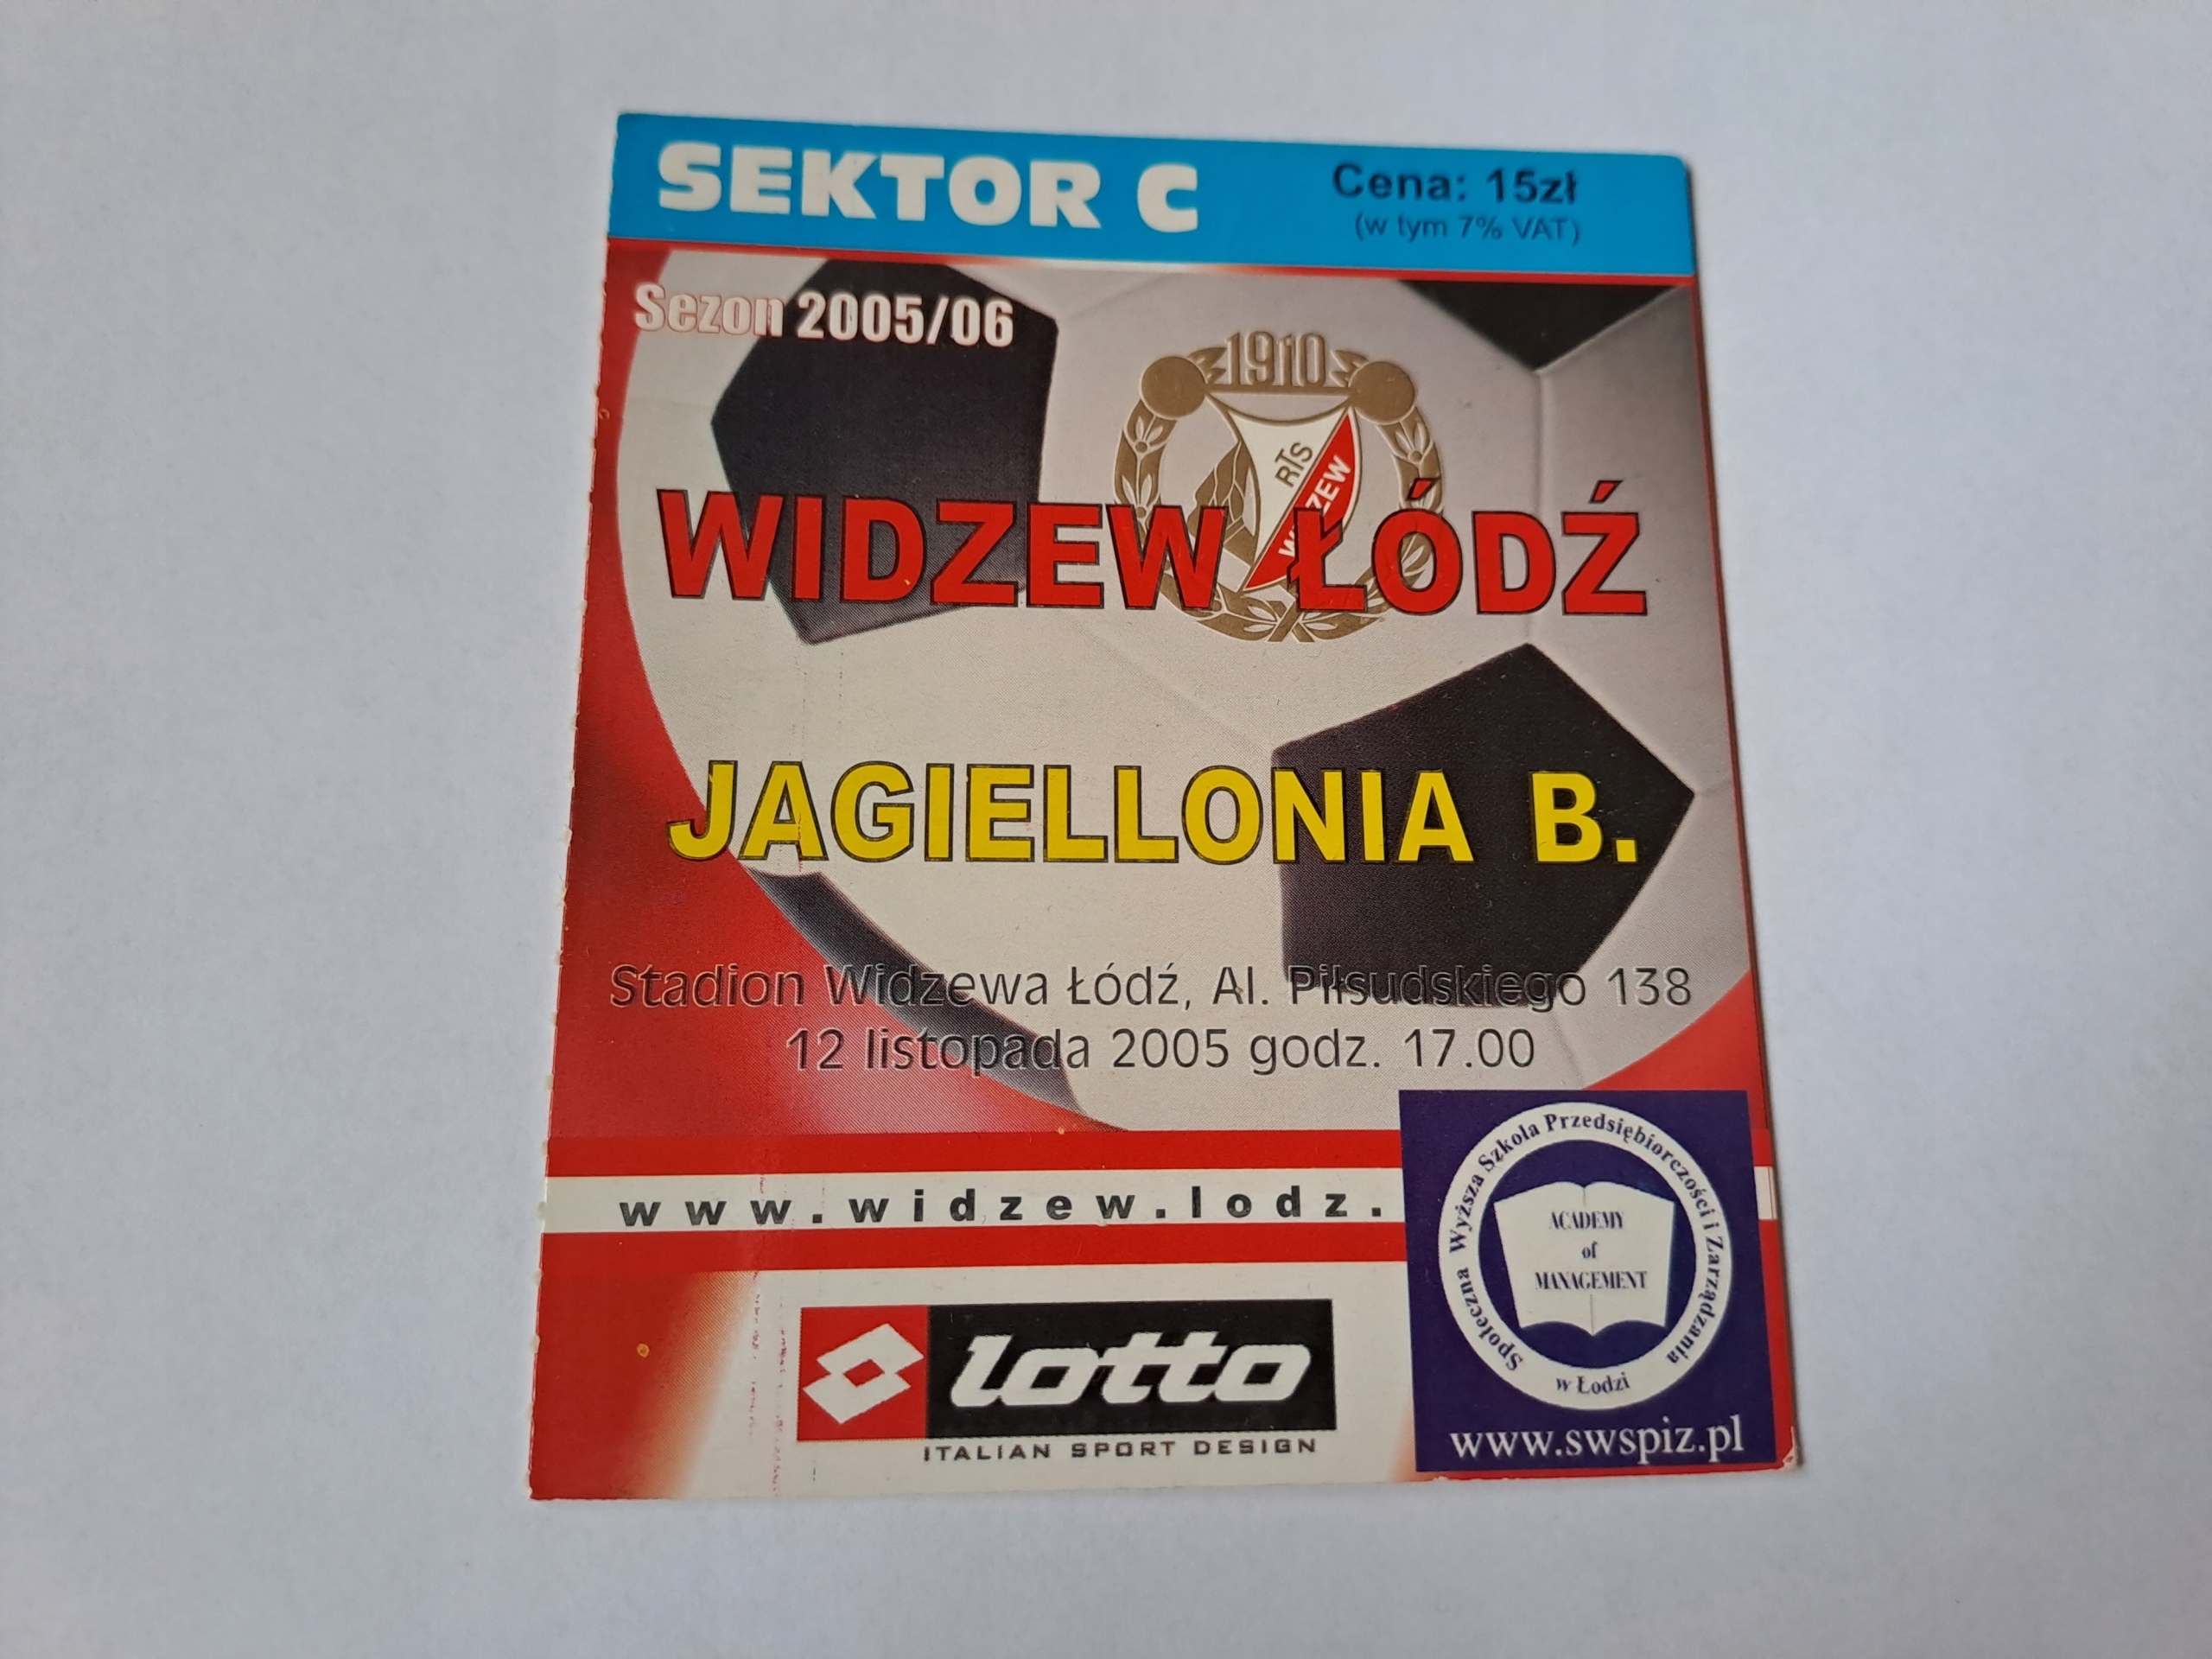 SEKTOR C
Cena: 15zł
(w tym 7% VAT)
Sezon 2005/06
1910
RTS
WIDZEW ŁÓDŹ
JAGIELLONIA B.
Stadion Widzewa Łódź, Al. Piłsudskiego 138
12 listopada 2005 godz. 17.00
www.widzew.lodz.
Społeczna Wyższa Szkoła Przedsiębiorczości i Zarządzania
w Łodzi
ACADEMY
of
MANAGEMENT
www.swspiz.pl
lotto
ITALIAN SPORT DESIGN